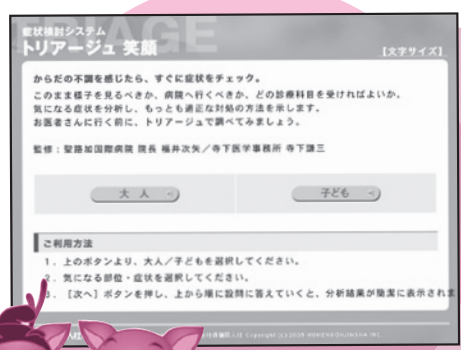 TRIAGE
症状検討システム
トリアージュ 笑顔
【文字サイズ】
からだの不調を感じたら、すぐに症状をチェック。
このまま様子を見るべきか、病院へ行くべきか、どの診療科目を受ければよいか、
気になる症状を分析し、もっとも適正な対処の方法を示します。
お医者さんに行く前に、トリアージュで調べてみましょう。
監修：聖路加国際病院 院長 福井次矢／寺下医学事務所 寺下謙三
大 人
子ども
ご利用方法
1．上のボタンより、大人／子どもを選択してください。
2．気になる部位・症状を選択してください。
3．［次へ］ボタンを押し、上から順に設問に答えていくと、分析結果が簡潔に表示されま
Copyright (c) 2005 HOKENDOHJINSHA INC.